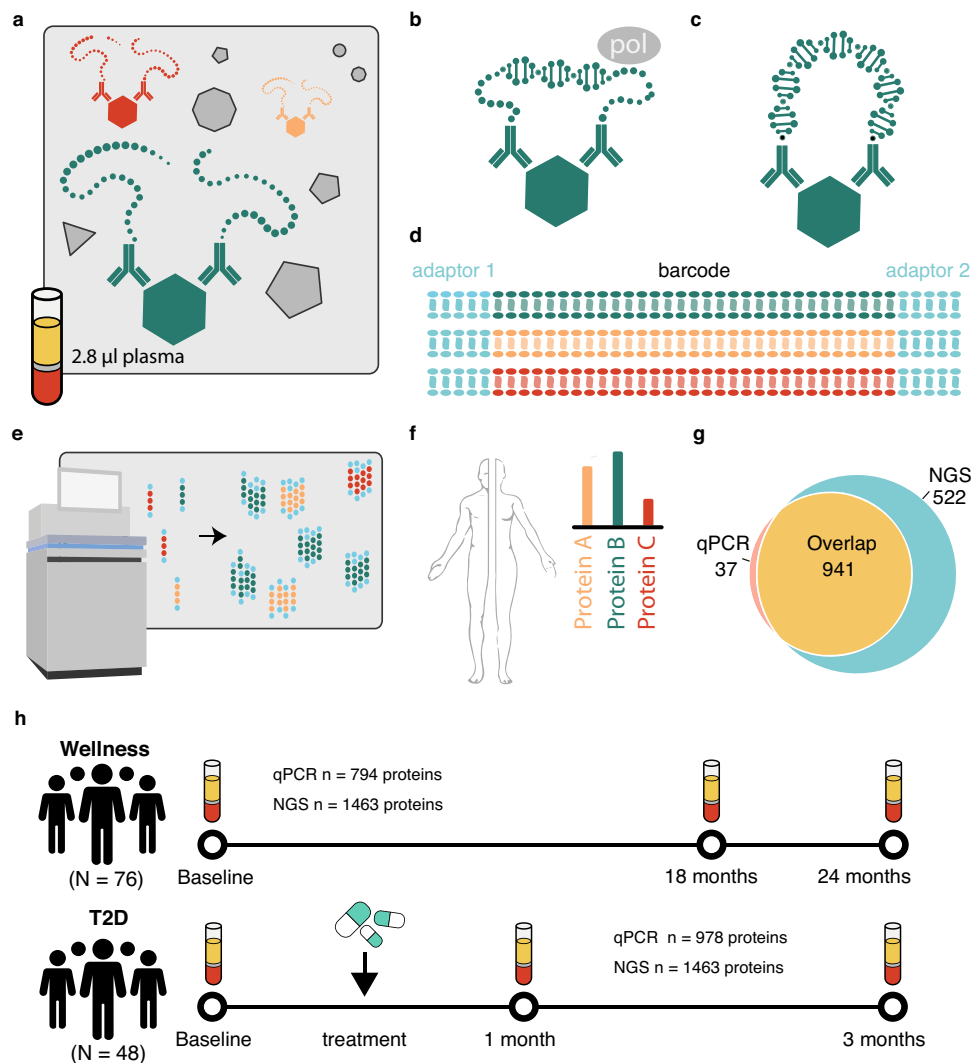 a
2.8 µl plasma
b
pol
c
d
adaptor 1
barcode
adaptor 2
e
f
Protein A
Protein B
Protein C
g
NGS
522
qPCR
37
Overlap
941
h
Wellness
(N = 76)
qPCR n = 794 proteins
NGS n = 1463 proteins
Baseline
18 months
24 months
T2D
(N = 48)
qPCR n = 978 proteins
NGS n = 1463 proteins
Baseline
treatment
1 month
3 months